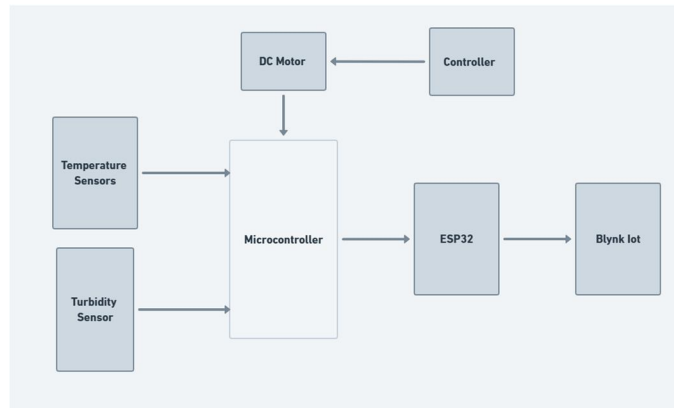 DC Motor
Controller
Temperature
Sensors
Microcontroller
ESP32
Blynk Iot
Turbidity
Sensor